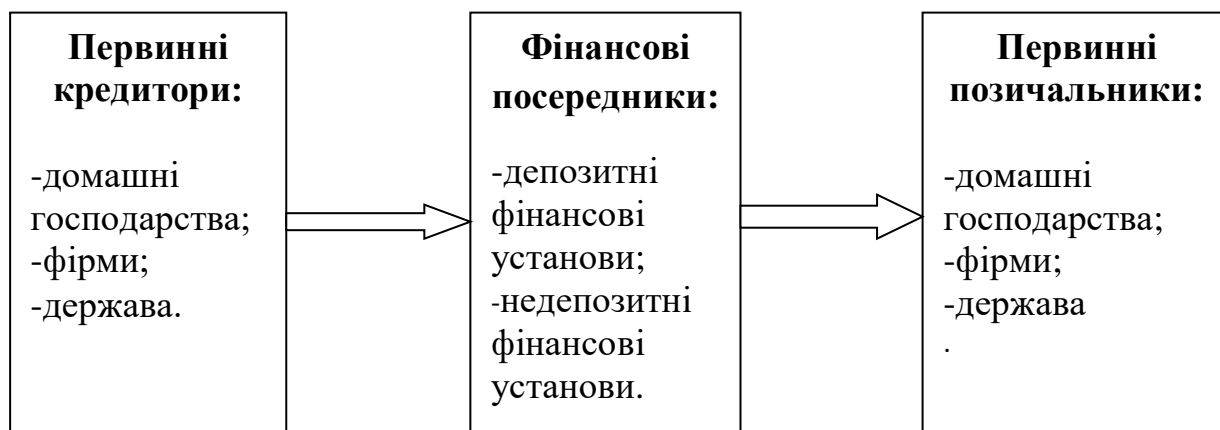 Первинні
кредитори:
-домашні
господарства;
-фірми;
-держава.
Фінансові
посередники:
-депозитні
фінансові
установи;
-недепозитні
фінансові
установи.
Первинні
позичальники:
-домашні
господарства;
-фірми;
-держава
.